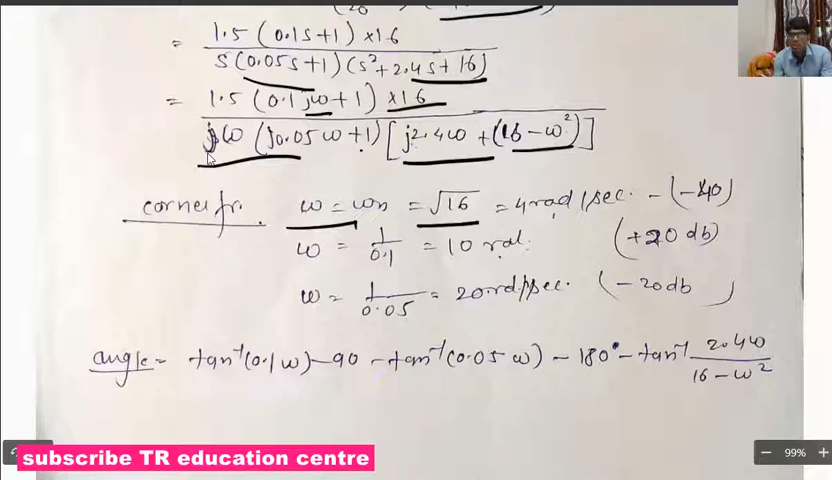 = 1.5 (0.1s+1) ×16
s(0.05s+1) (s²+2.4s+16)
= 1.5 (0.1jω+1) ×16
jω (j0.05ω+1) [j2.4ω+(16-ω²)]
corner fr. ω = ωn = √16 = 4 rad/sec. - (-40)
ω = 1/0.1 = 10 rad. (+20 db)
ω = 1/0.05 = 20 rd/sec. (-20db)
angle = tan⁻¹(0.1ω) - 90 - tan⁻¹(0.05ω) - 180° - tan⁻¹ 2.4ω/16-ω²
subscribe TR education centre
99%